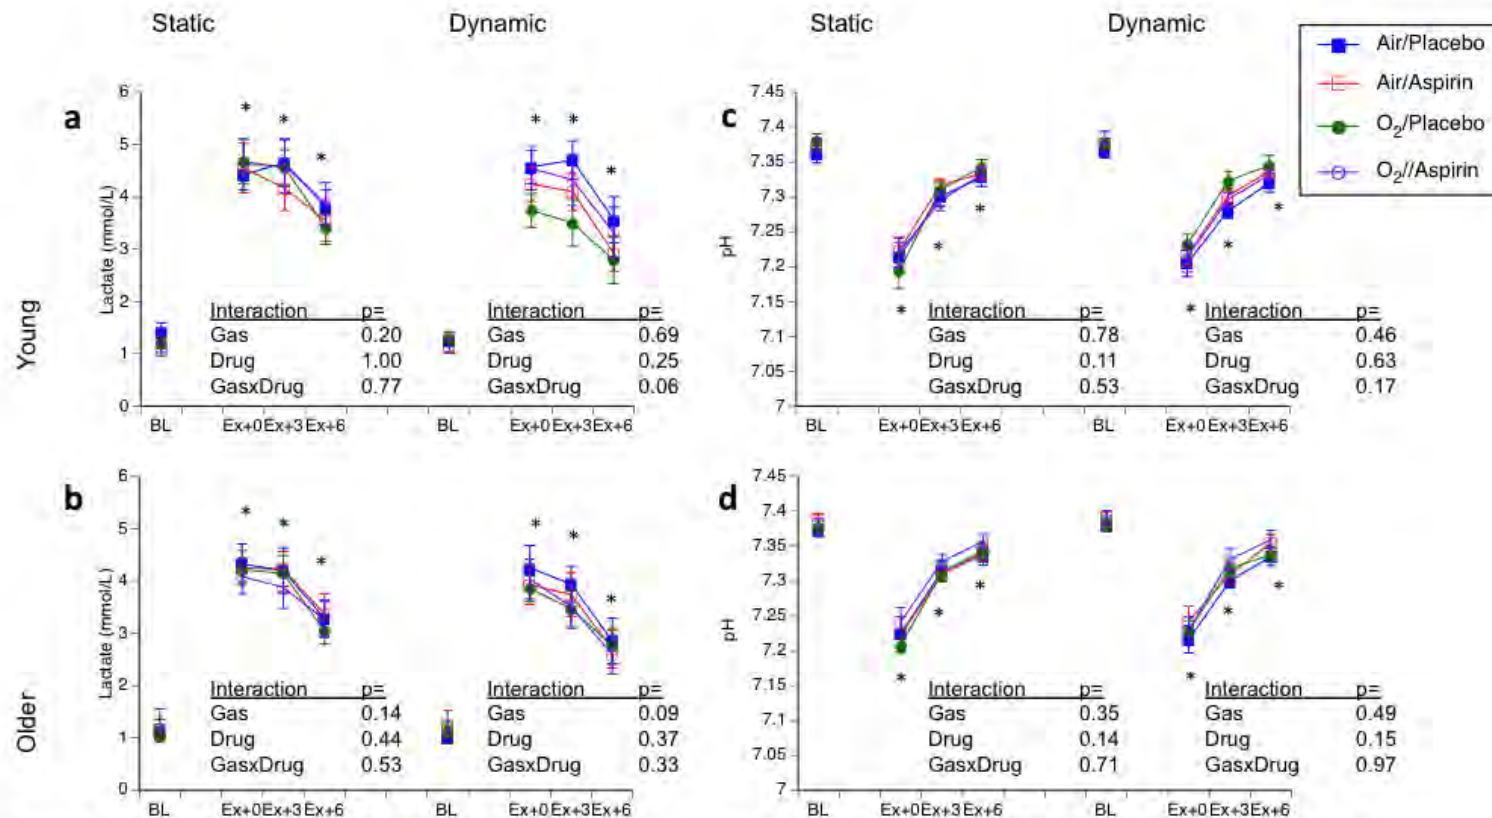 Static
Dynamic
Static
Dynamic
Air/Placebo
Air/Aspirin
O2/Placebo
O2//Aspirin
Young
a
Lactate (mmol/L)
6
5
4
3
2
1
0
* * *
* * *
Interaction p=
Gas 0.20
Drug 1.00
GasxDrug 0.77
Interaction p=
Gas 0.69
Drug 0.25
GasxDrug 0.06
BL Ex+0 Ex+3 Ex+6 BL Ex+0 Ex+3 Ex+6
c
pH
7.45
7.4
7.35
7.3
7.25
7.2
7.15
7.1
7.05
7
* * *
* * *
Interaction p=
Gas 0.78
Drug 0.11
GasxDrug 0.53
Interaction p=
Gas 0.46
Drug 0.63
GasxDrug 0.17
BL Ex+0 Ex+3 Ex+6 BL Ex+0 Ex+3 Ex+6
Older
b
Lactate (mmol/L)
6
5
4
3
2
1
0
* * *
* * *
Interaction p=
Gas 0.14
Drug 0.44
GasxDrug 0.53
Interaction p=
Gas 0.09
Drug 0.37
GasxDrug 0.33
BL Ex+0 Ex+3 Ex+6 BL Ex+0 Ex+3 Ex+6
d
pH
7.45
7.4
7.35
7.3
7.25
7.2
7.15
7.1
7.05
7
* * *
* * *
Interaction p=
Gas 0.35
Drug 0.14
GasxDrug 0.71
Interaction p=
Gas 0.49
Drug 0.15
GasxDrug 0.97
BL Ex+0 Ex+3 Ex+6 BL Ex+0 Ex+3 Ex+6